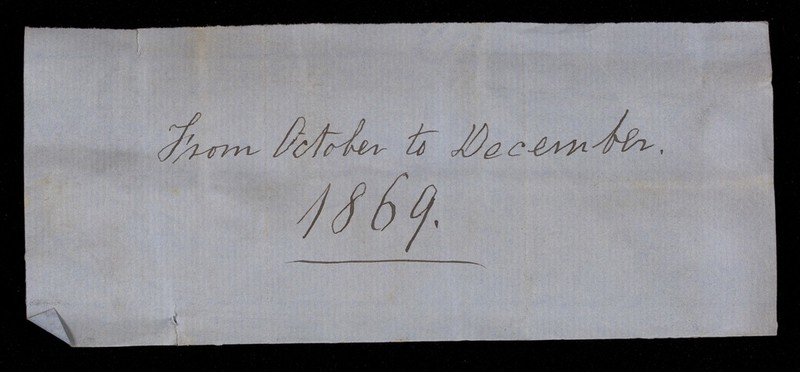 From October to December.
1869.